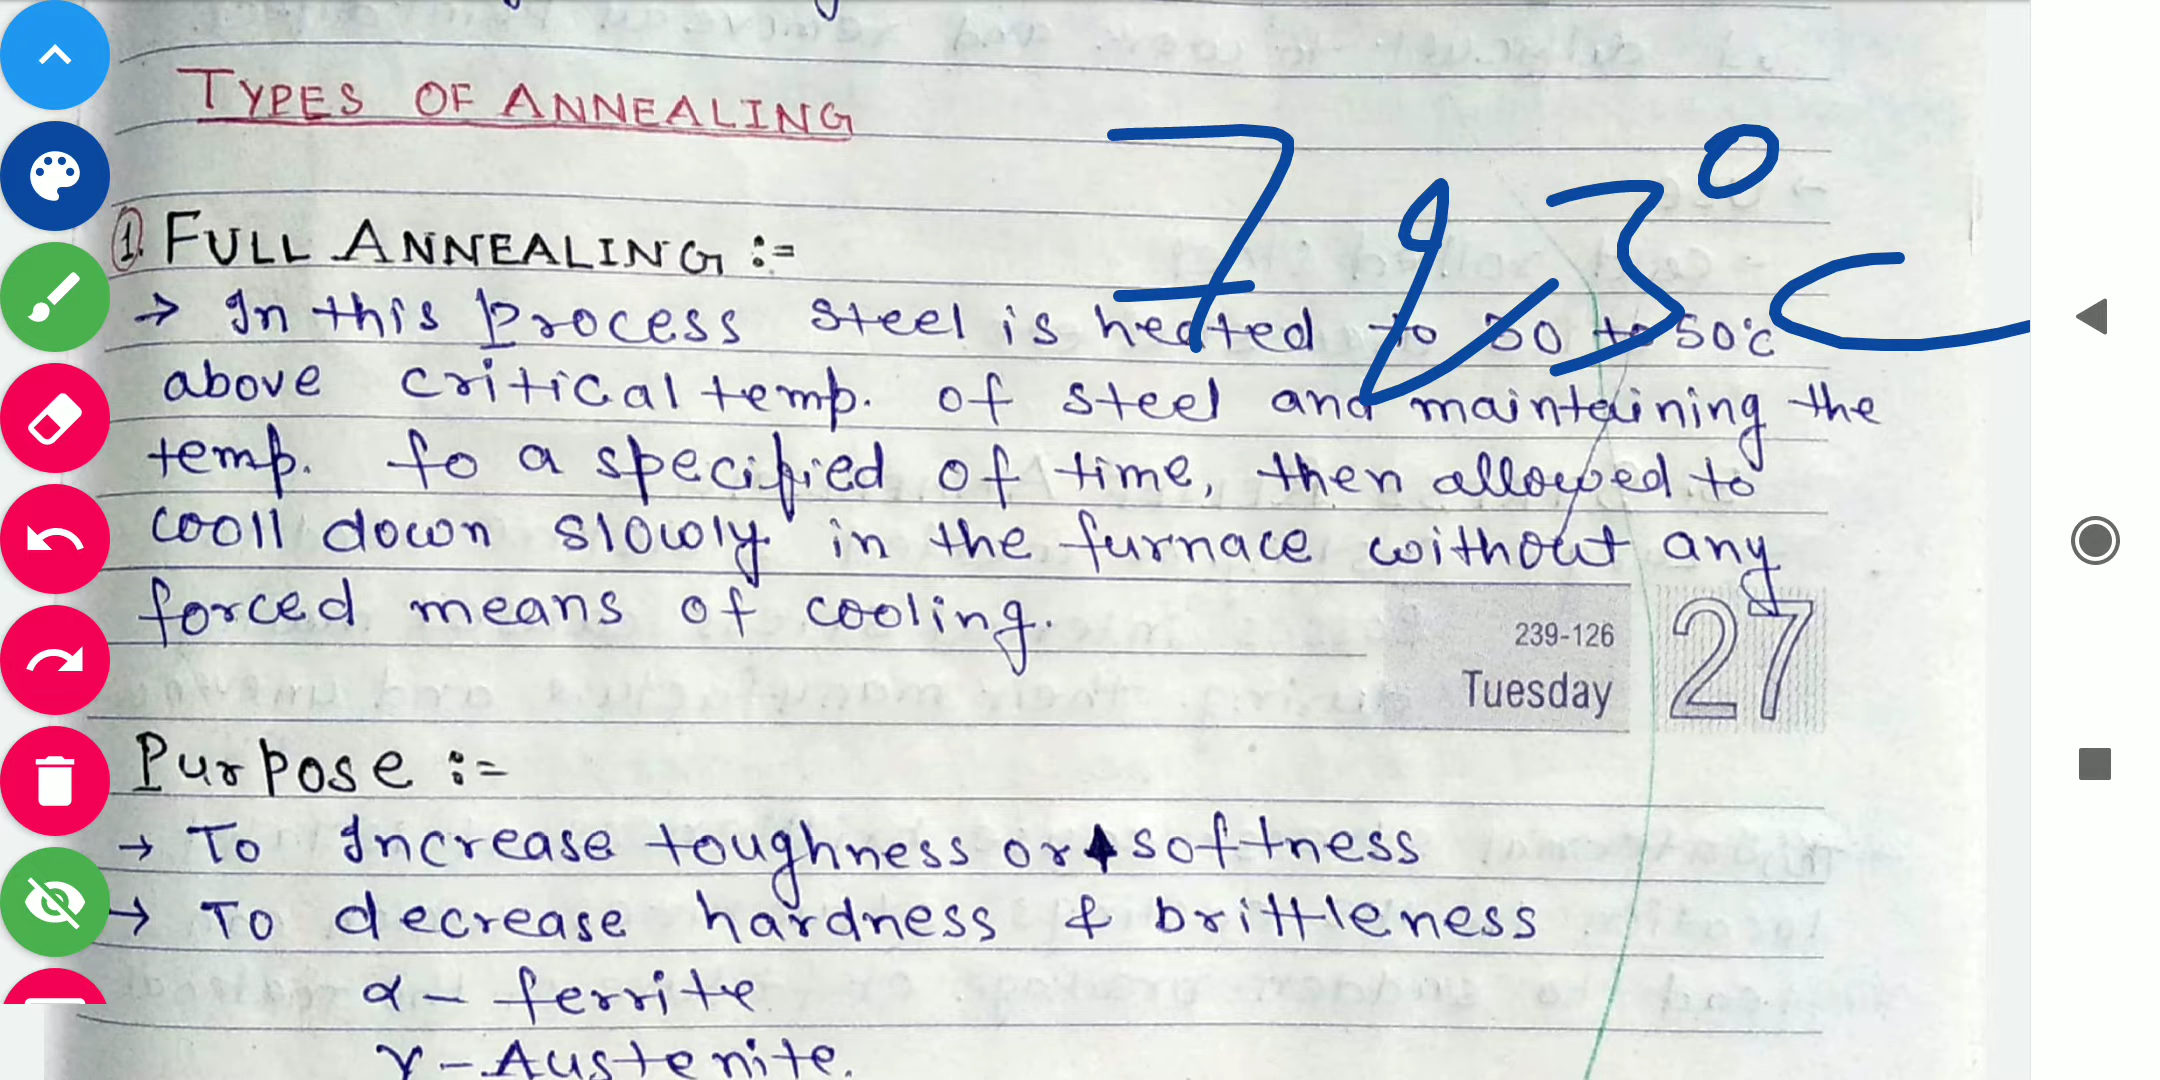 TYPES OF ANNEALING
723°C
1. FULL ANNEALING :=
→ In this Process steel is heated to 30 to 50°c
above critical temp. of steel and maintaining the
temp. fo a specified of time, then allowed to
cooll down slowly in the furnace without any
forced means of cooling.
239-126
Tuesday
27
Purpose :=
→ To Increase toughness or softness
→ To decrease hardness & brittleness
α - ferrite
γ - Austenite.